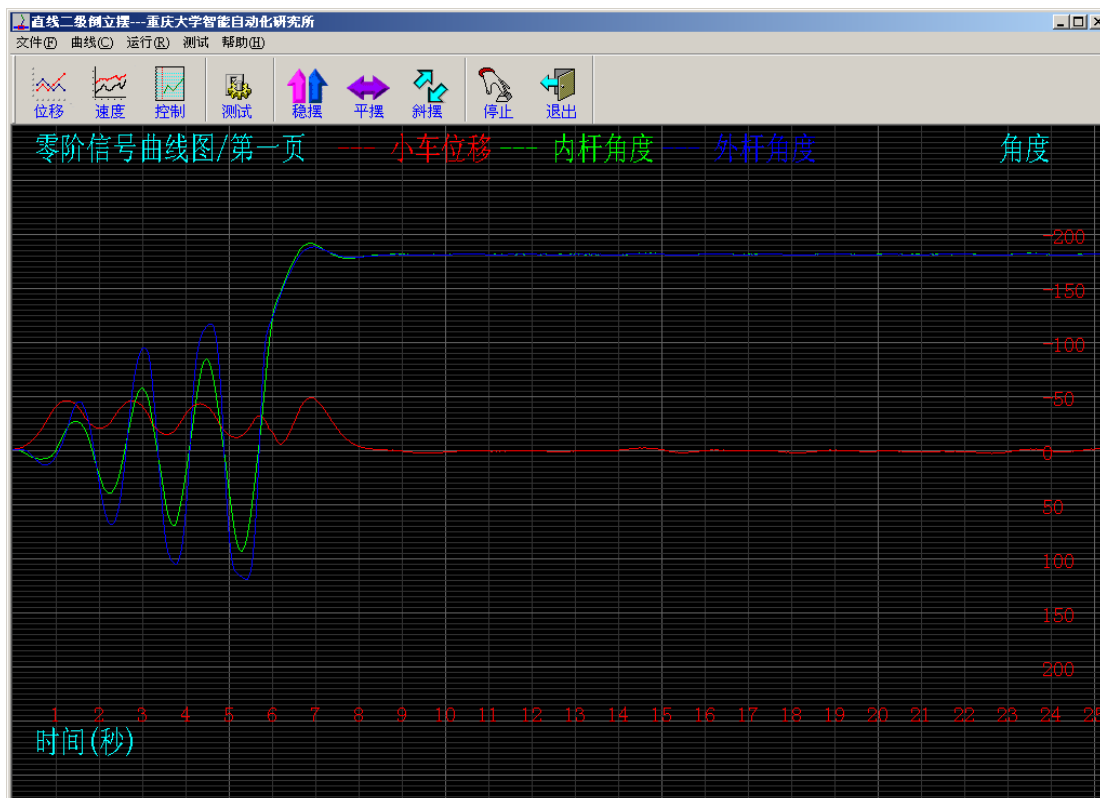 直线二级倒立摆---重庆大学智能自动化研究所
文件(F) 曲线(C) 运行(R) 测试 帮助(H)
位移 速度 控制 测试 稳摆 平摆 斜摆 停止 退出
零阶信号曲线图/第一页 --- 小车位移 --- 内杆角度 --- 外杆角度 角度
-200
-150
-100
-50
0
50
100
150
200
1 2 3 4 5 6 7 8 9 10 11 12 13 14 15 16 17 18 19 20 21 22 23 24 25
时间(秒)